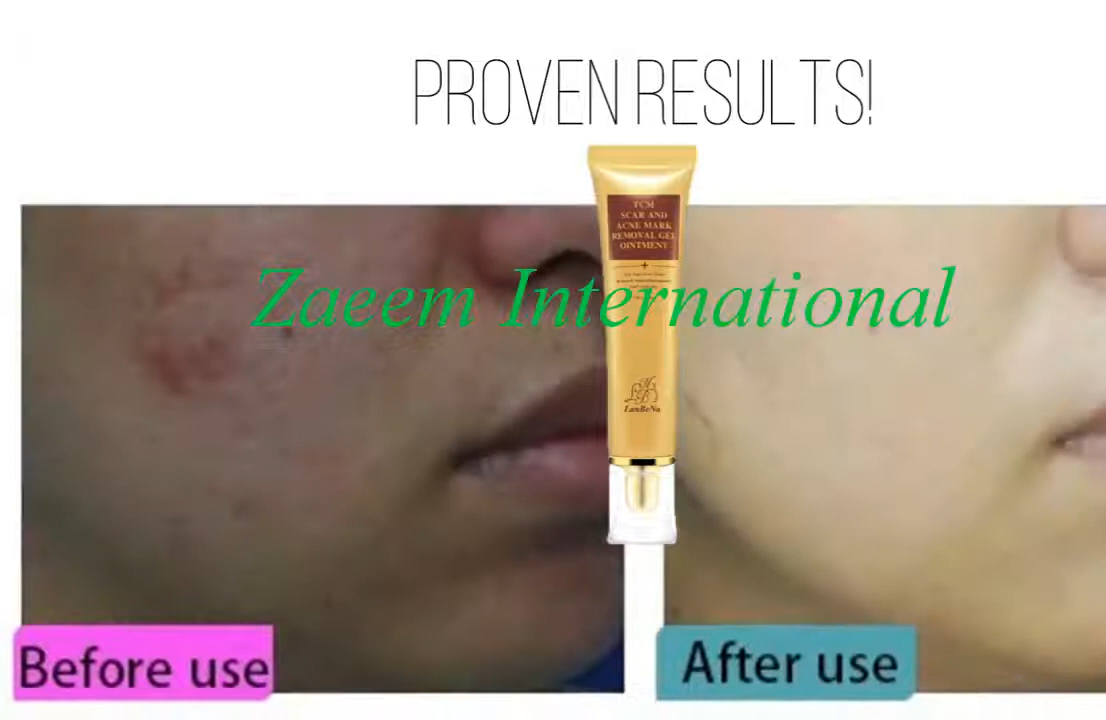 PROVEN RESULTS!
TCM
SCAR AND
ACNE MARK
REMOVAL GEL
OINTMENT
Zaeem International
LanBeNa
Before use
After use